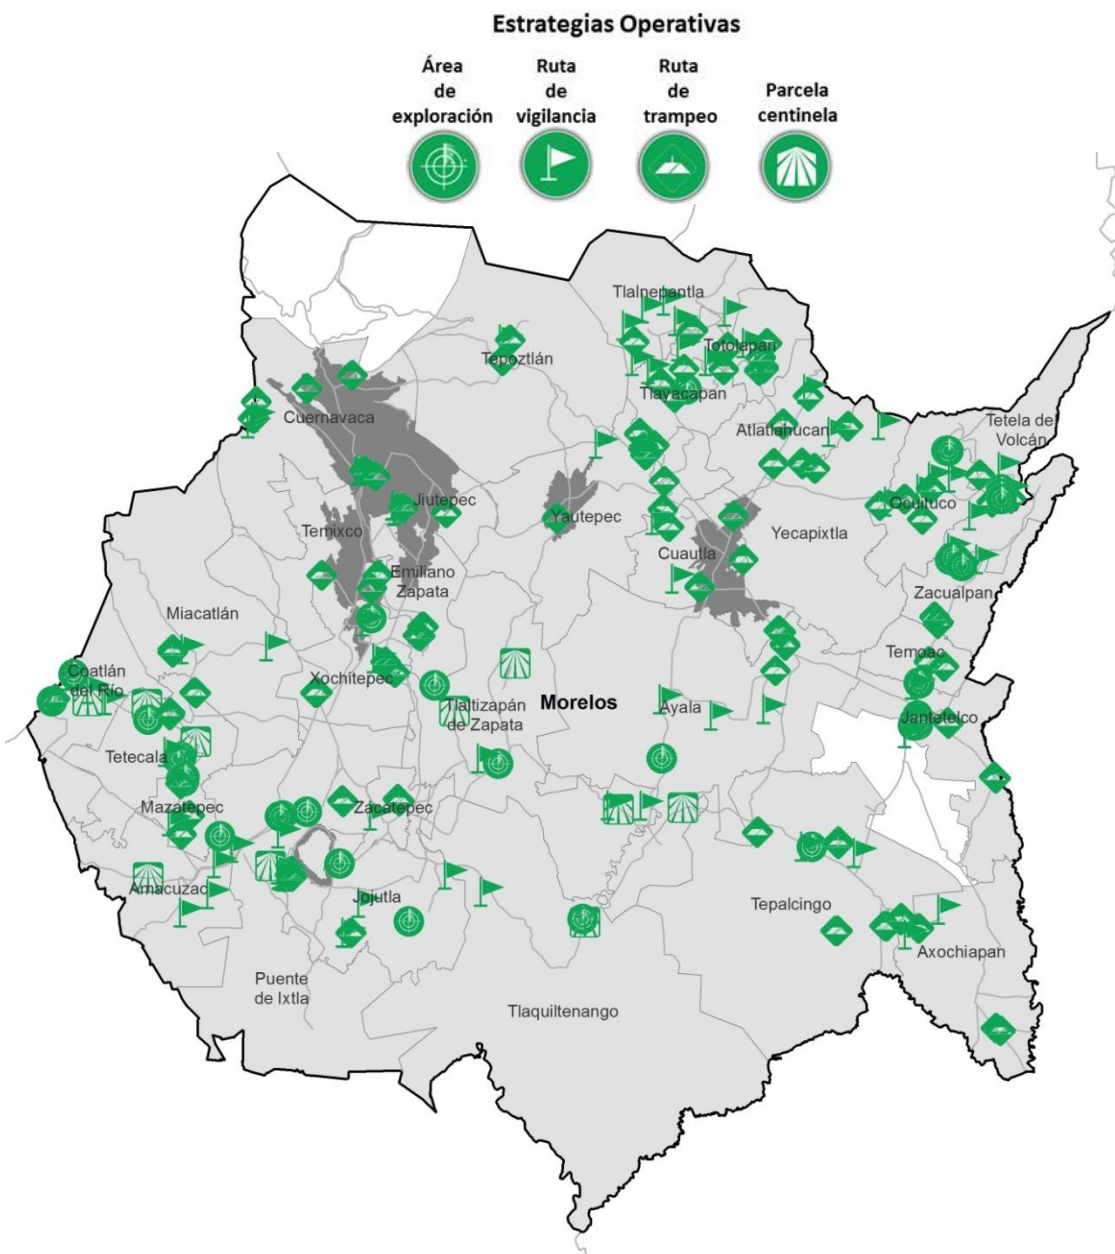 Estrategias Operativas
Área
de
exploración
Ruta
de
vigilancia
Ruta
de
trampeo
Parcela
centinela
Tlalnepantla
Totolapan
Tepoztlán
Tlayacapan
Cuernavaca
Atlatlahucan
Tetela de
Volcán
Jiutepec
Ocuituco
Yautepec
Temixco
Yecapixtla
Cuautla
Emiliano
Zapata
Zacualpan
Miacatlán
Temoac
Coatlán
del Río
Xochitepec
Tlaltizapán
de Zapata
Morelos
Ayala
Jantetelco
Tetecala
Mazatepec
Zacatepec
Amacuzac
Jojutla
Tepalcingo
Axochiapan
Puente
de Ixtla
Tlaquiltenango